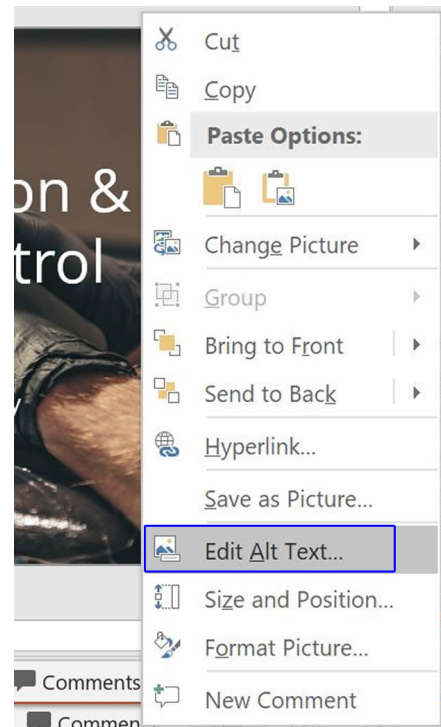 on &
trol
y
Cut
Copy
Paste Options:
Change Picture
Group
Bring to Front
Send to Back
Hyperlink...
Save as Picture...
Edit Alt Text...
Size and Position...
Format Picture...
New Comment
Comments
Commen